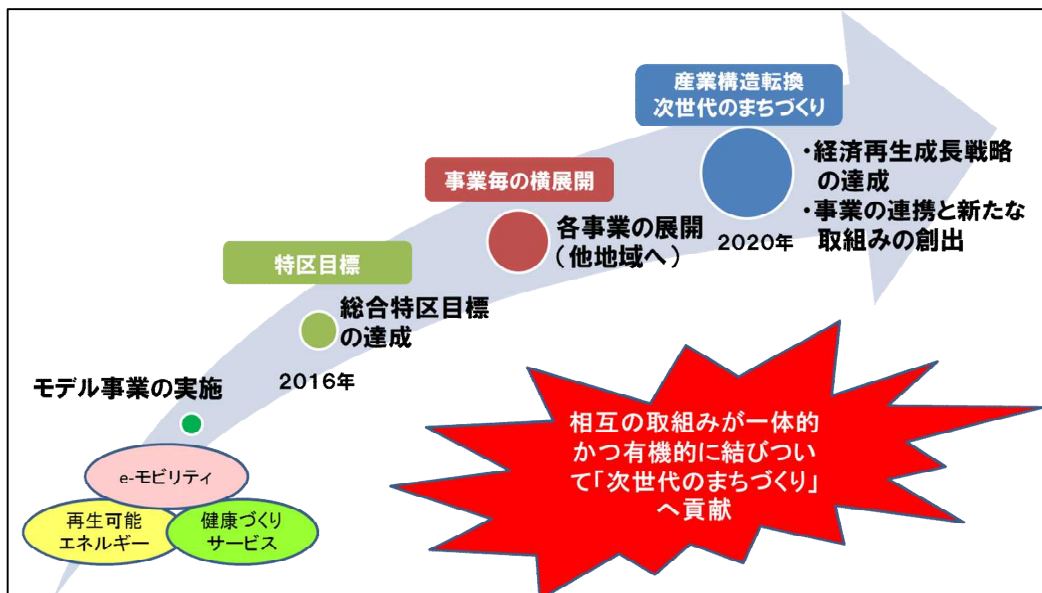 産業構造転換
次世代のまちづくり
・経済再生成長戦略
の達成
・事業の連携と新たな
取組みの創出
2020年
事業毎の横展開
各事業の展開
（他地域へ）
特区目標
総合特区目標
の達成
2016年
モデル事業の実施
e-モビリティ
再生可能
エネルギー
健康づくり
サービス
相互の取組みが一体的
かつ有機的に結びつい
て「次世代のまちづくり」
へ貢献